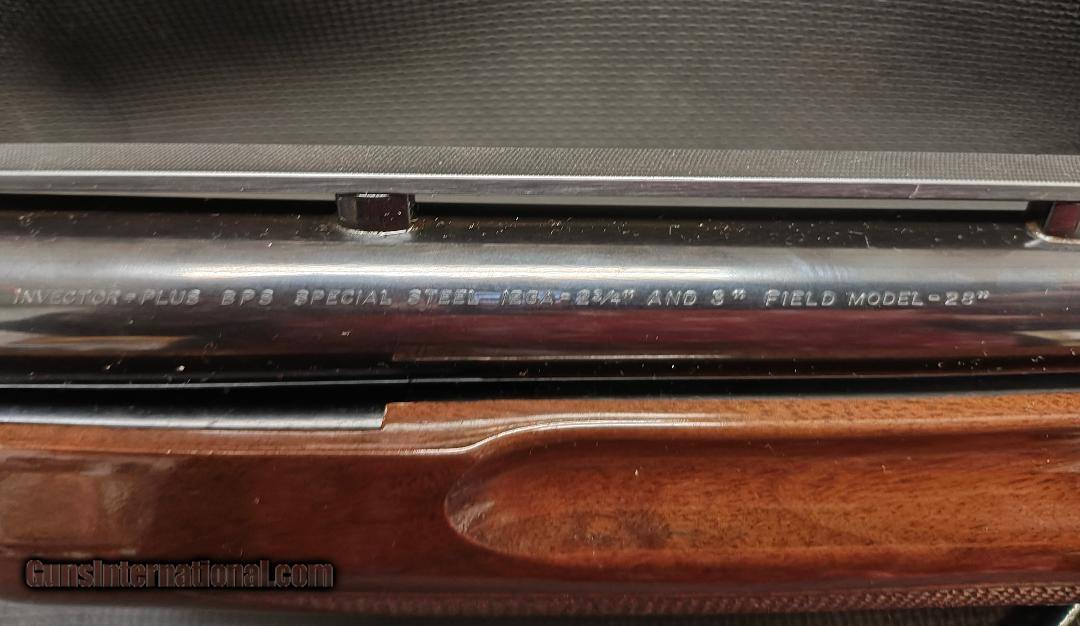 INVECTOR-PLUS BPS SPECIAL STEEL-12GA-2¾" AND 3" FIELD MODEL-28"
GunsInternational.com